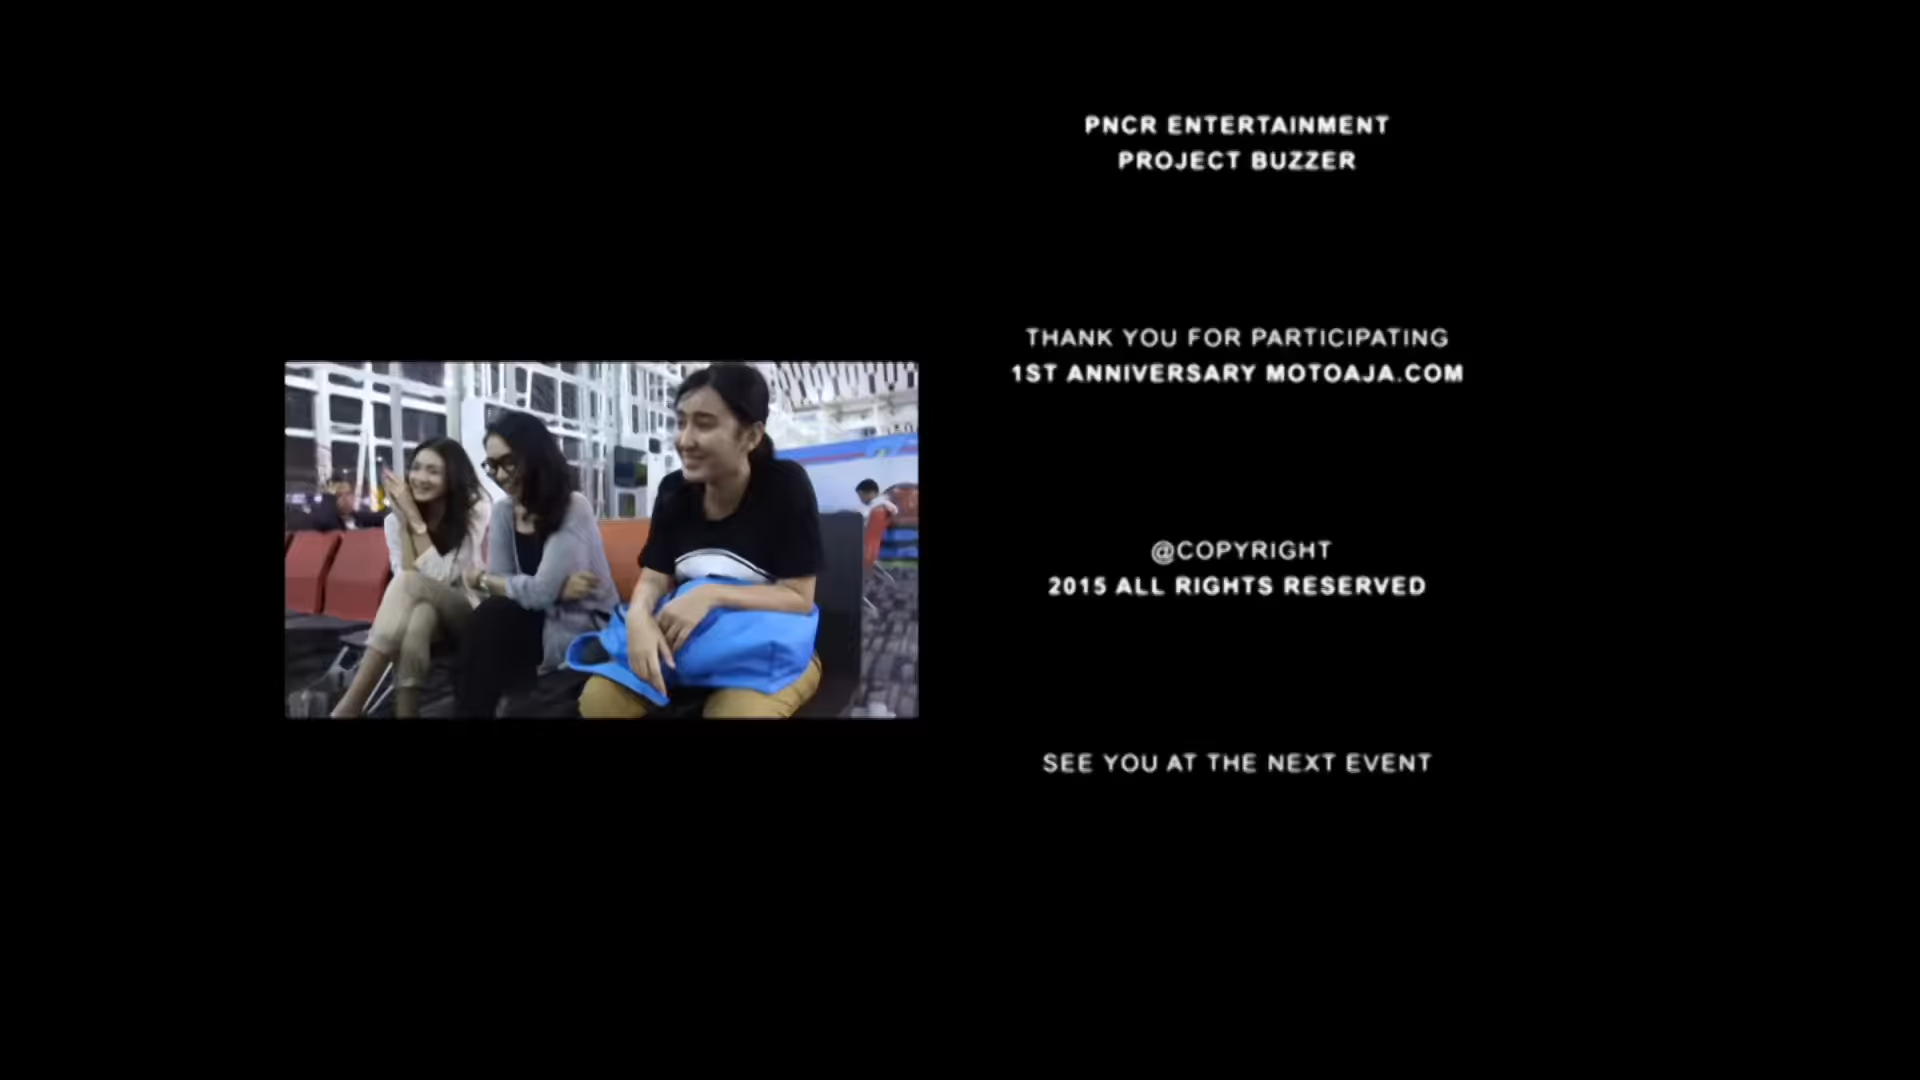 PNCR ENTERTAINMENT
PROJECT BUZZER
THANK YOU FOR PARTICIPATING
1ST ANNIVERSARY MOTOAJA.COM
@COPYRIGHT
2015 ALL RIGHTS RESERVED
SEE YOU AT THE NEXT EVENT